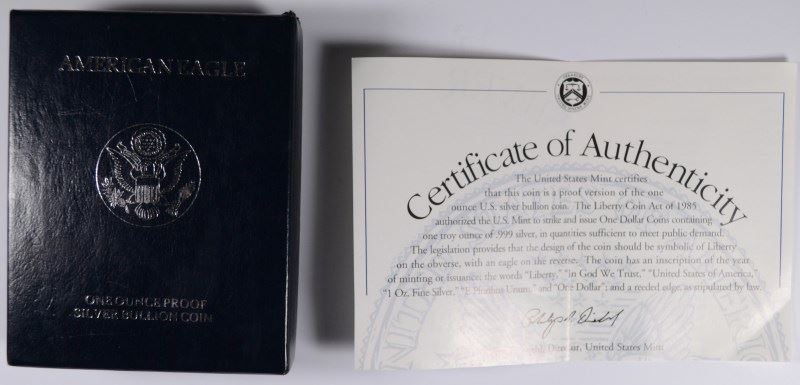 AMERICAN EAGLE
ONE OUNCE PROOF
SILVER BULLION COIN
Certificate of Authenticity
The United States Mint certifies
that this coin is a proof version of the one
ounce U.S. silver bullion coin. The Liberty Coin Act of 1985
authorized the U.S. Mint to strike and issue One Dollar Coins containing
one troy ounce of .999 silver, in quantities sufficient to meet public demand.
The legislation provides that the design of the coin should be symbolic of Liberty
on the obverse, with an eagle on the reverse. The coin has an inscription of the year
of minting or issuance, the words "Liberty," "in God We Trust," "United States of America,"
"1 Oz. Fine Silver," "E Pluribus Unum," and "One Dollar"; and a reeded edge, as stipulated by law.
Director, United States Mint